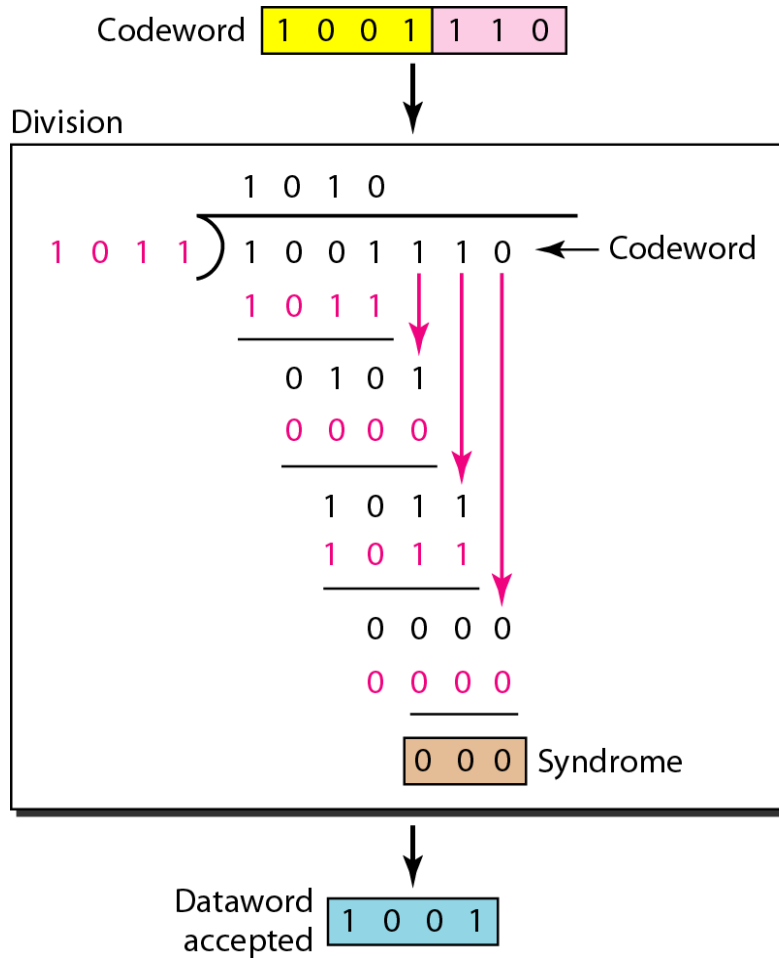 Codeword 1 0 0 1 1 1 0
Division
1 0 1 0
1 0 1 1 1 0 0 1 1 1 0 Codeword
1 0 1 1
0 1 0 1
0 0 0 0
1 0 1 1
1 0 1 1
0 0 0 0
0 0 0 0
0 0 0 Syndrome
Dataword
accepted 1 0 0 1